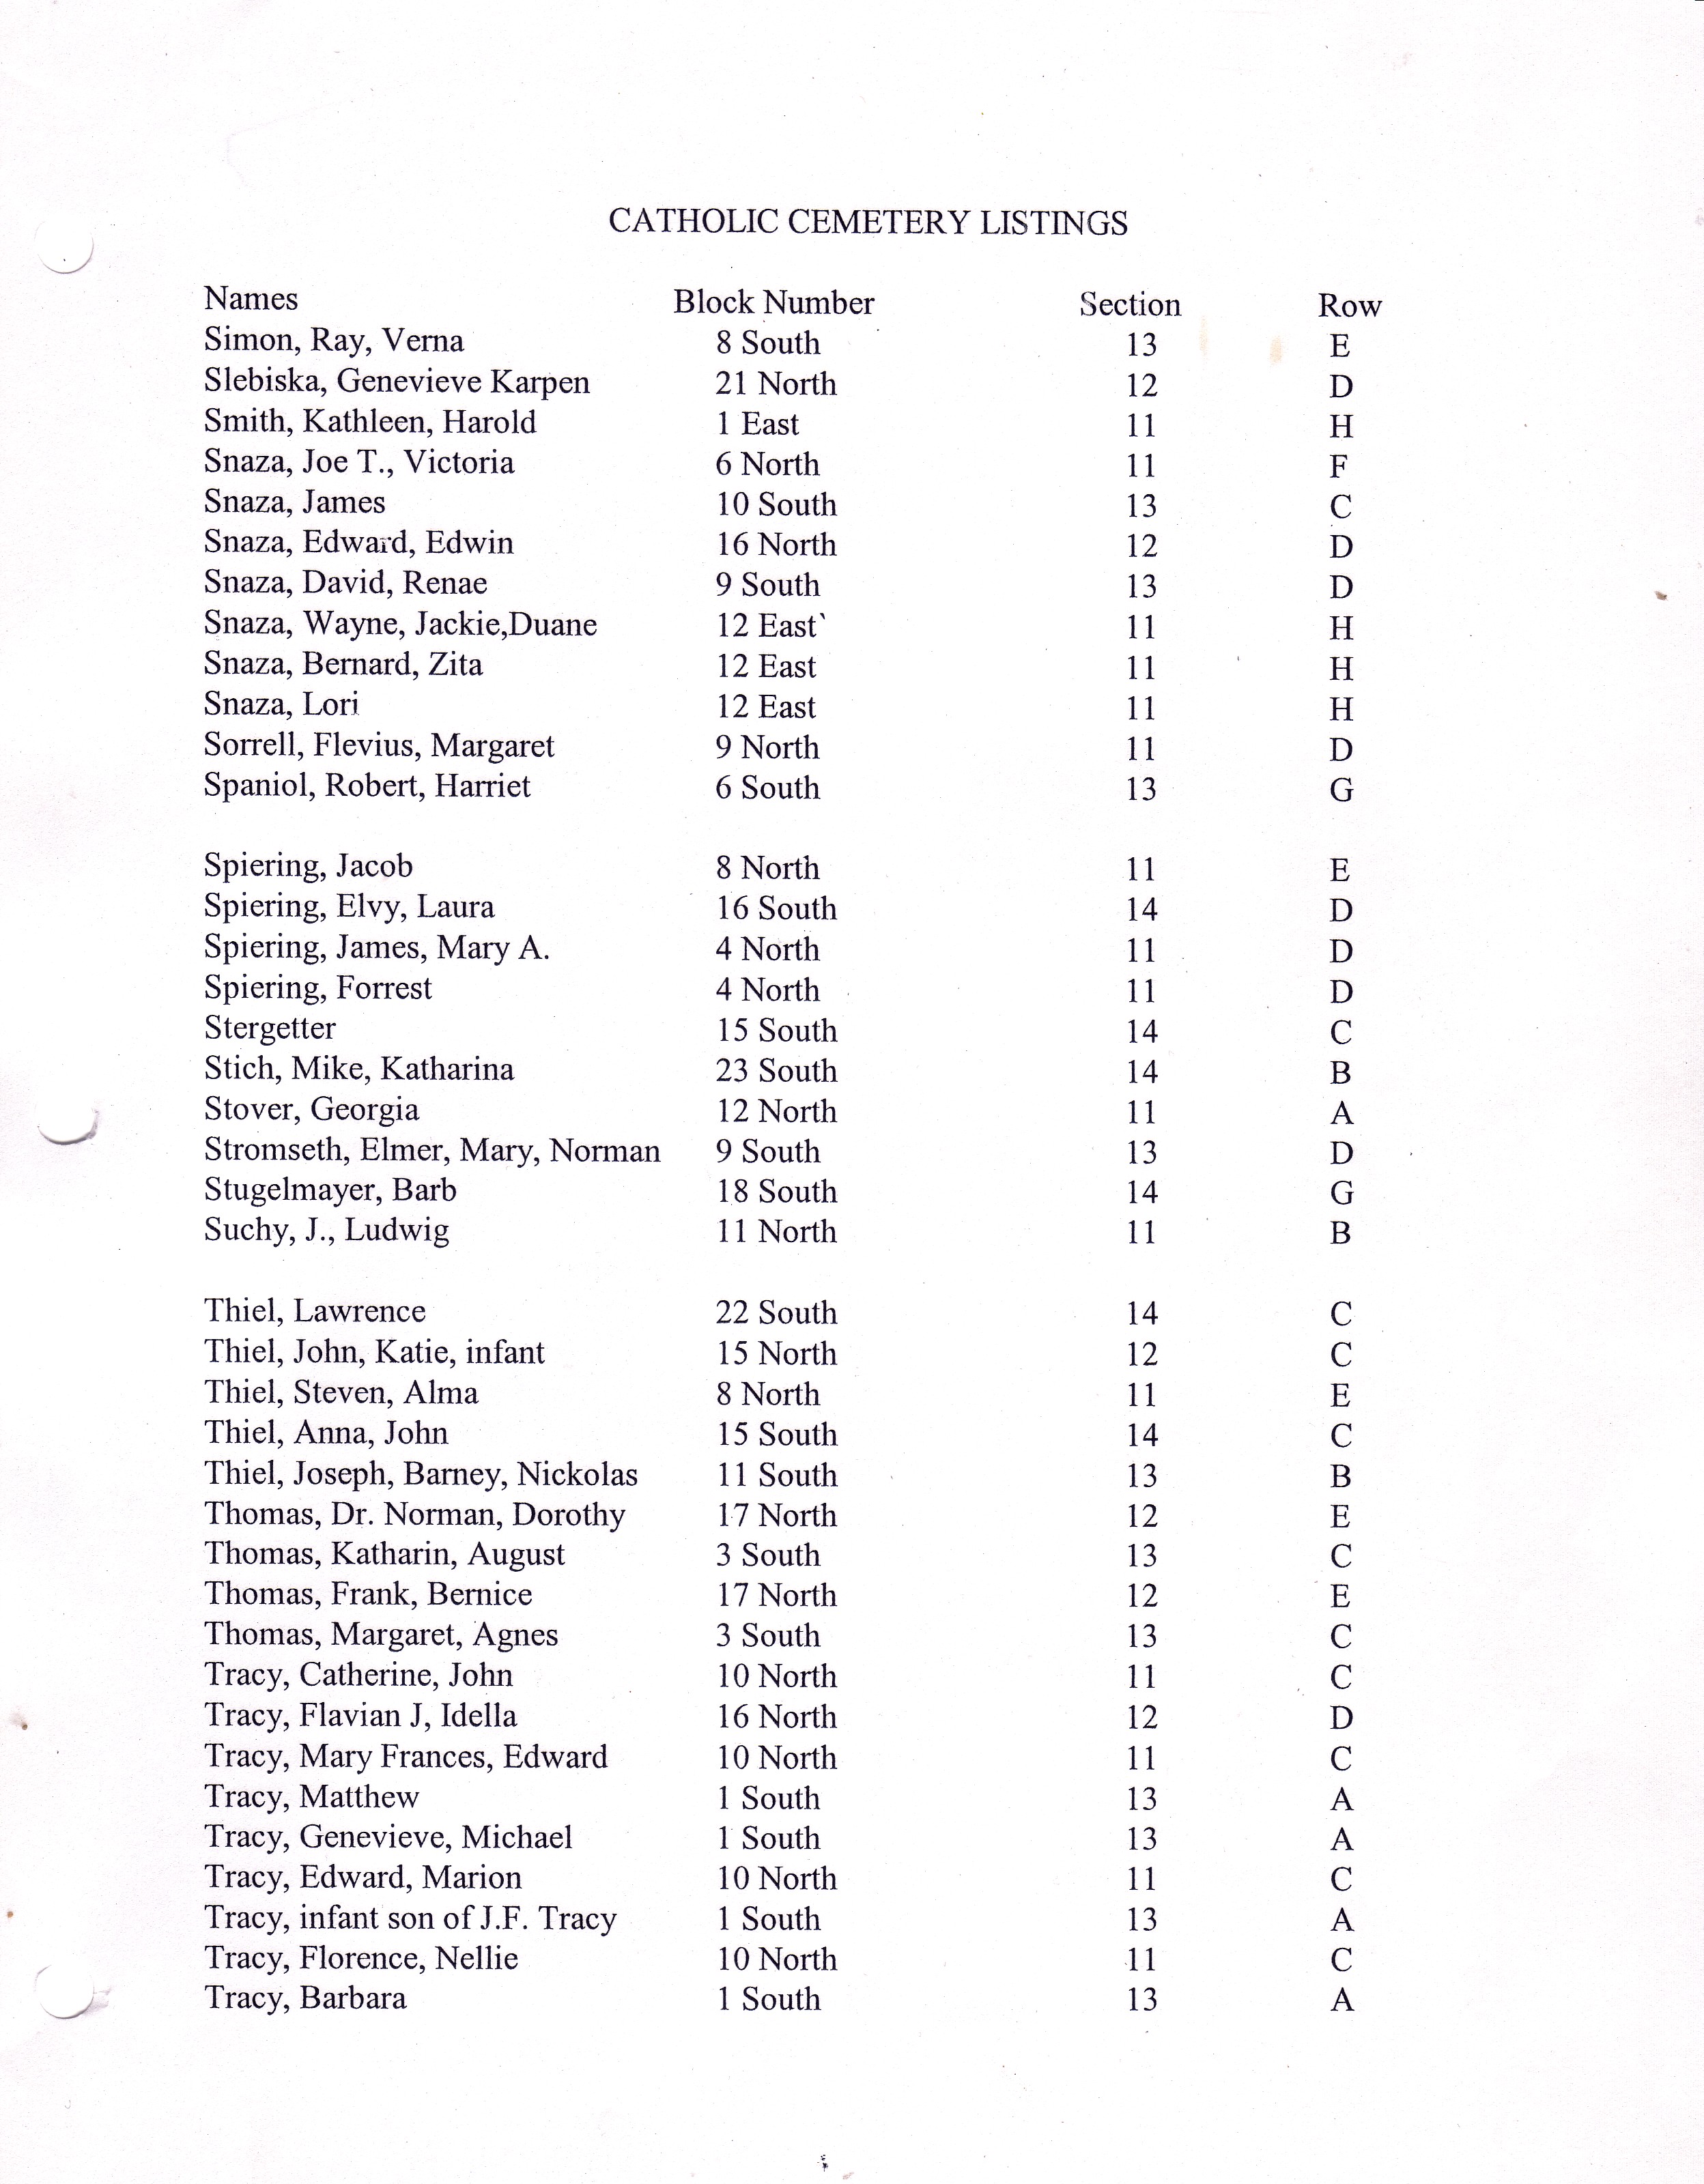 CATHOLIC CEMETERY LISTINGS
Names Block Number Section Row
Simon, Ray, Verna 8 South 13 E
Slebiska, Genevieve Karpen 21 North 12 D
Smith, Kathleen, Harold 1 East 11 H
Snaza, Joe T., Victoria 6 North 11 F
Snaza, James 10 South 13 C
Snaza, Edward, Edwin 16 North 12 D
Snaza, David, Renae 9 South 13 D
Snaza, Wayne, Jackie,Duane 12 East` 11 H
Snaza, Bernard, Zita 12 East 11 H
Snaza, Lori 12 East 11 H
Sorrell, Flevius, Margaret 9 North 11 D
Spaniol, Robert, Harriet 6 South 13 G
Spiering, Jacob 8 North 11 E
Spiering, Elvy, Laura 16 South 14 D
Spiering, James, Mary A. 4 North 11 D
Spiering, Forrest 4 North 11 D
Stergetter 15 South 14 C
Stich, Mike, Katharina 23 South 14 B
Stover, Georgia 12 North 11 A
Stromseth, Elmer, Mary, Norman 9 South 13 D
Stugelmayer, Barb 18 South 14 G
Suchy, J., Ludwig 11 North 11 B
Thiel, Lawrence 22 South 14 C
Thiel, John, Katie, infant 15 North 12 C
Thiel, Steven, Alma 8 North 11 E
Thiel, Anna, John 15 South 14 C
Thiel, Joseph, Barney, Nickolas 11 South 13 B
Thomas, Dr. Norman, Dorothy 17 North 12 E
Thomas, Katharin, August 3 South 13 C
Thomas, Frank, Bernice 17 North 12 E
Thomas, Margaret, Agnes 3 South 13 C
Tracy, Catherine, John 10 North 11 C
Tracy, Flavian J, Idella 16 North 12 D
Tracy, Mary Frances, Edward 10 North 11 C
Tracy, Matthew 1 South 13 A
Tracy, Genevieve, Michael 1 South 13 A
Tracy, Edward, Marion 10 North 11 C
Tracy, infant son of J.F. Tracy 1 South 13 A
Tracy, Florence, Nellie 10 North 11 C
Tracy, Barbara 1 South 13 A